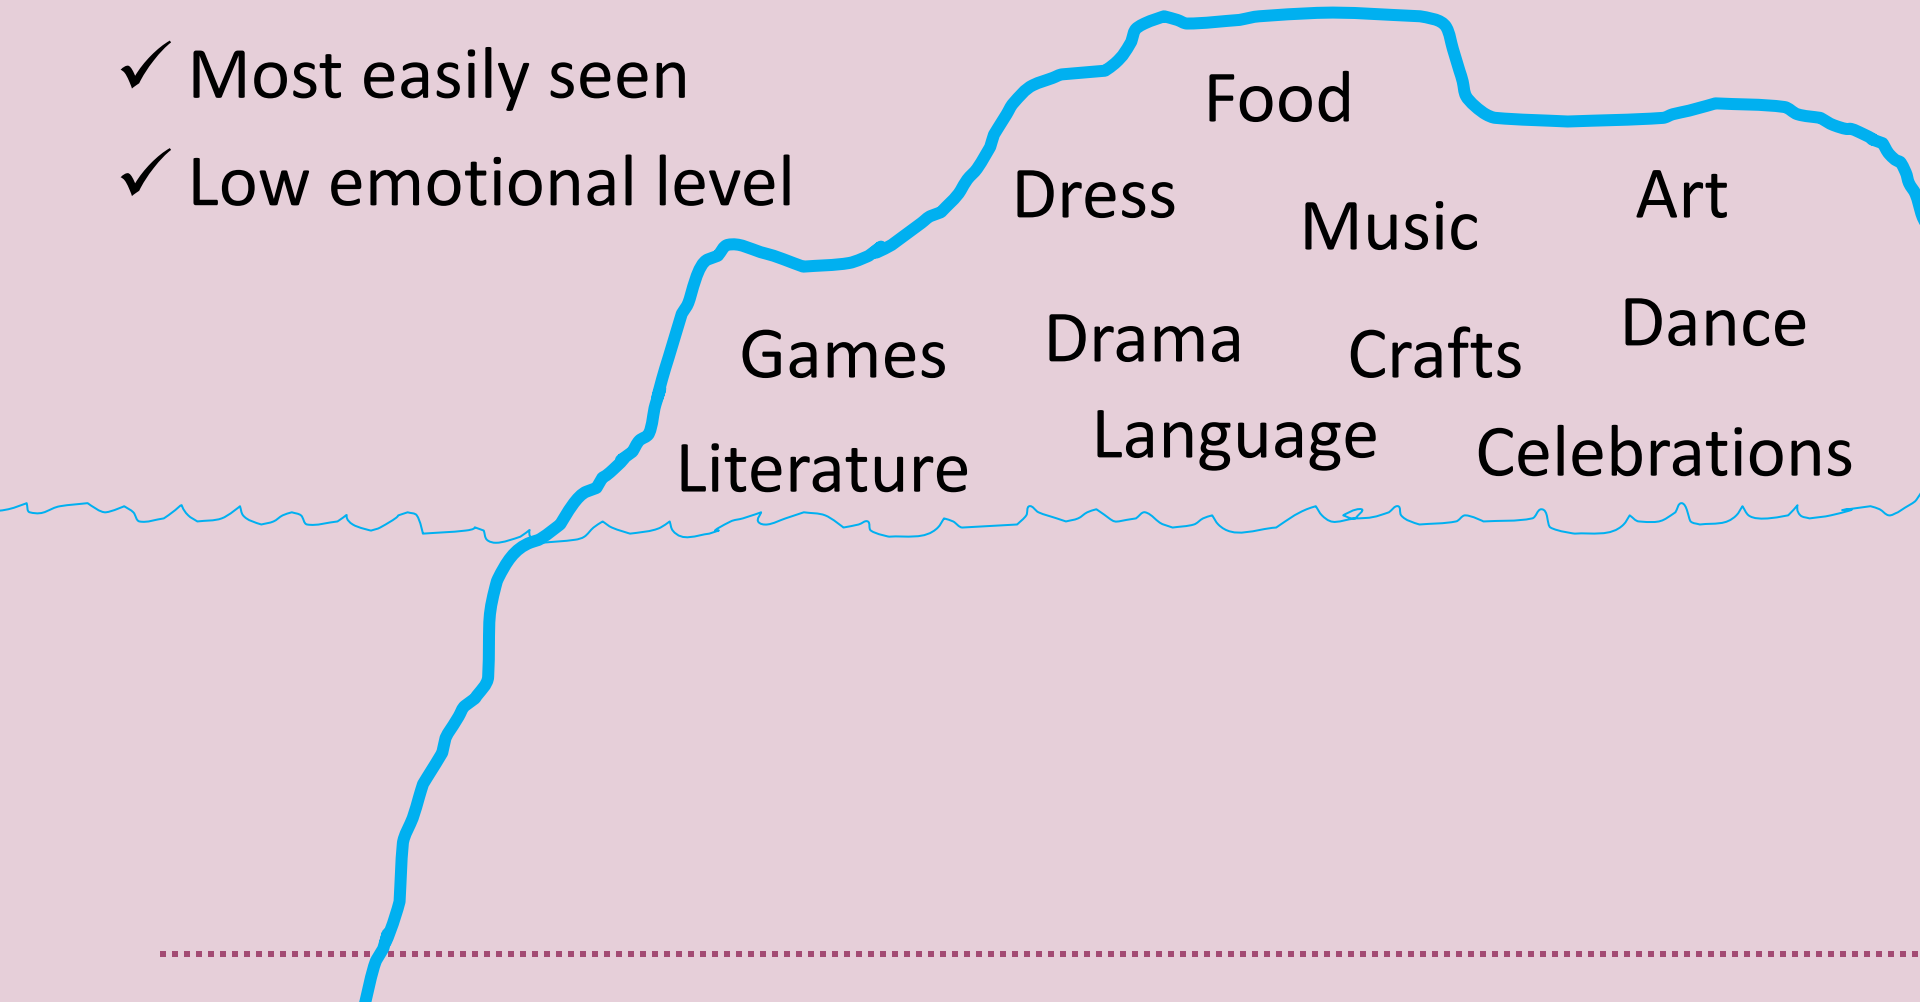 Most easily seen
Low emotional level
Food
Dress
Music
Art
Games
Drama
Crafts
Dance
Literature
Language
Celebrations